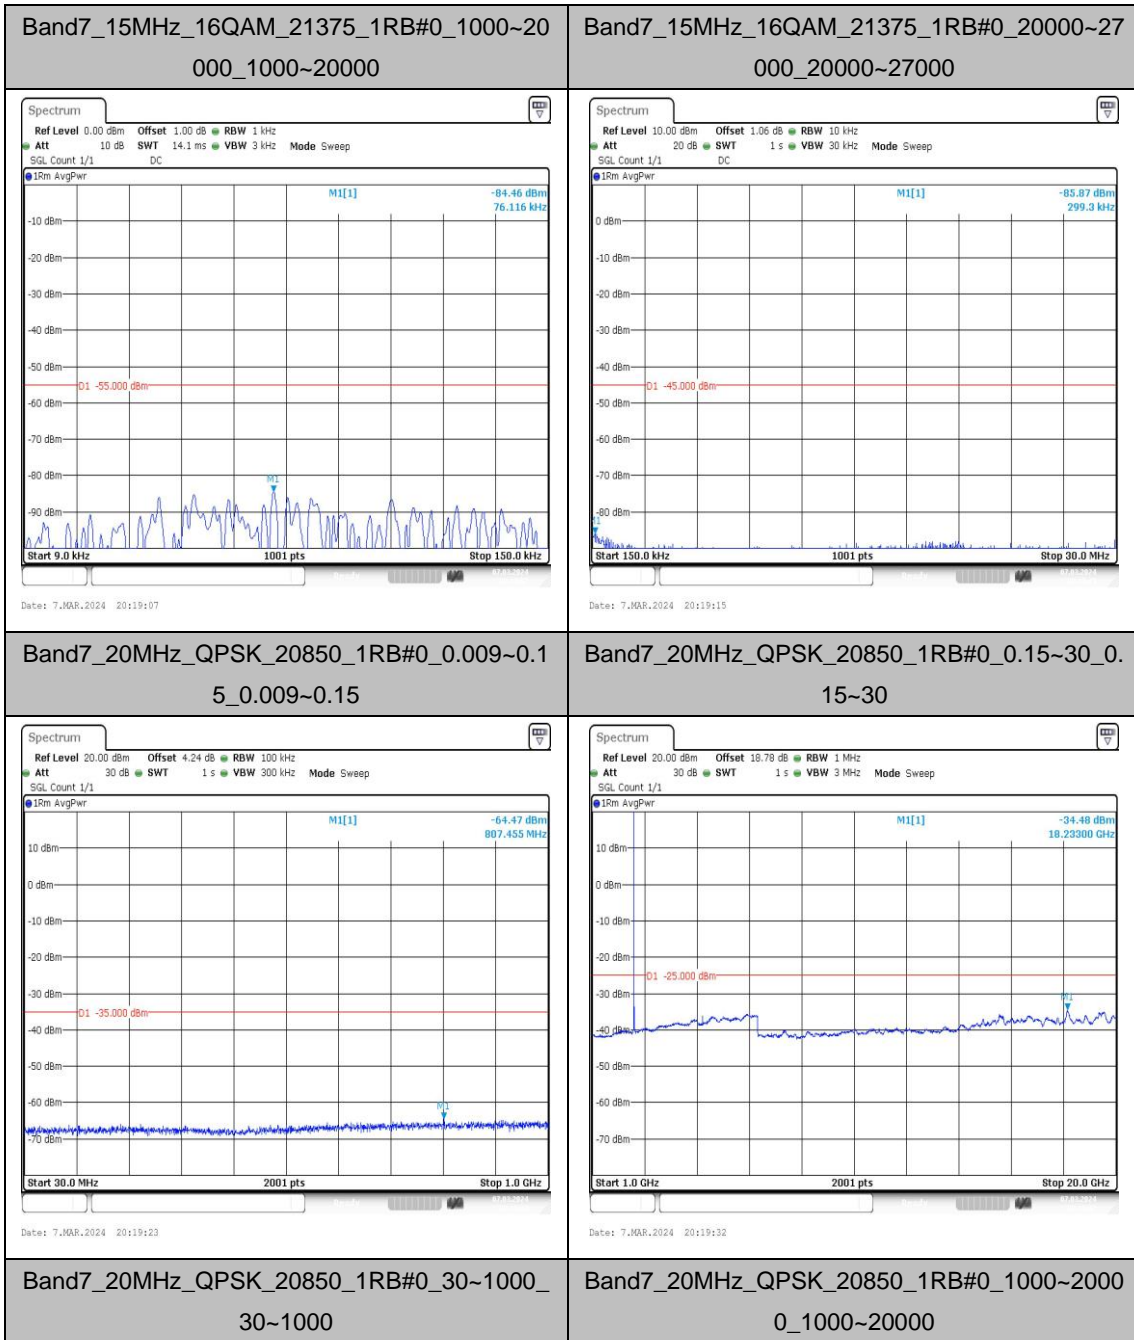 Band7_15MHz_16QAM_21375_1RB#0_1000~20
000_1000~20000
Band7_15MHz_16QAM_21375_1RB#0_20000~27
000_20000~27000
Spectrum
Ref Level 0.00 dBm Offset 1.00 dB RBW 1 kHz
Att 10 dB SWT 14.1 ms VBW 3 kHz Mode Sweep
SGL Count 1/1 DC
1Rm AvgPwr
M1[1] -84.46 dBm
76.116 kHz
-10 dBm
-20 dBm
-30 dBm
-40 dBm
-50 dBm
D1 -55.000 dBm
-60 dBm
-70 dBm
-80 dBm
M1
-90 dBm
Start 9.0 kHz 1001 pts Stop 150.0 kHz
Date: 7.MAR.2024 20:19:07
Spectrum
Ref Level 10.00 dBm Offset 1.06 dB RBW 10 kHz
Att 20 dB SWT 1 s VBW 30 kHz Mode Sweep
SGL Count 1/1 DC
1Rm AvgPwr
M1[1] -85.87 dBm
299.3 kHz
0 dBm
-10 dBm
-20 dBm
-30 dBm
-40 dBm
D1 -45.000 dBm
-50 dBm
-60 dBm
-70 dBm
-80 dBm
Start 150.0 kHz 1001 pts Stop 30.0 MHz
Date: 7.MAR.2024 20:19:15
Band7_20MHz_QPSK_20850_1RB#0_0.009~0.1
5_0.009~0.15
Band7_20MHz_QPSK_20850_1RB#0_0.15~30_0.
15~30
Spectrum
Ref Level 20.00 dBm Offset 4.24 dB RBW 100 kHz
Att 30 dB SWT 1 s VBW 300 kHz Mode Sweep
SGL Count 1/1
1Rm AvgPwr
M1[1] -64.47 dBm
807.455 MHz
10 dBm
0 dBm
-10 dBm
-20 dBm
-30 dBm
D1 -35.000 dBm
-40 dBm
-50 dBm
-60 dBm
M1
-70 dBm
Start 30.0 MHz 2001 pts Stop 1.0 GHz
Date: 7.MAR.2024 20:19:23
Spectrum
Ref Level 20.00 dBm Offset 18.78 dB RBW 1 MHz
Att 30 dB SWT 1 s VBW 3 MHz Mode Sweep
SGL Count 1/1
1Rm AvgPwr
M1[1] -34.48 dBm
18.23300 GHz
10 dBm
0 dBm
-10 dBm
-20 dBm
D1 -25.000 dBm
-30 dBm
M1
-40 dBm
-50 dBm
-60 dBm
-70 dBm
Start 1.0 GHz 2001 pts Stop 20.0 GHz
Date: 7.MAR.2024 20:19:32
Band7_20MHz_QPSK_20850_1RB#0_30~1000_
30~1000
Band7_20MHz_QPSK_20850_1RB#0_1000~2000
0_1000~20000